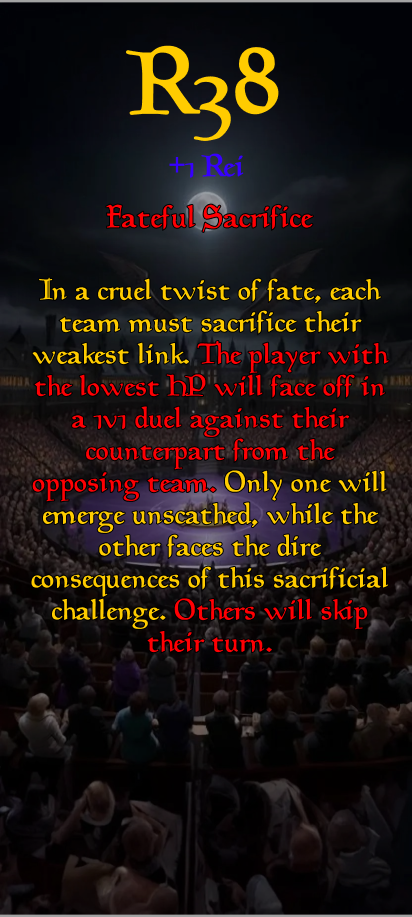 R38
+1 Rei
Fateful Sacrifice
In a cruel twist of fate, each
team must sacrifice their
weakest link. The player with
the lowest HP will face off in
a 1v1 duel against their
counterpart from the
opposing team. Only one will
emerge unscathed, while the
other faces the dire
consequences of this sacrificial
challenge. Others will skip
their turn.